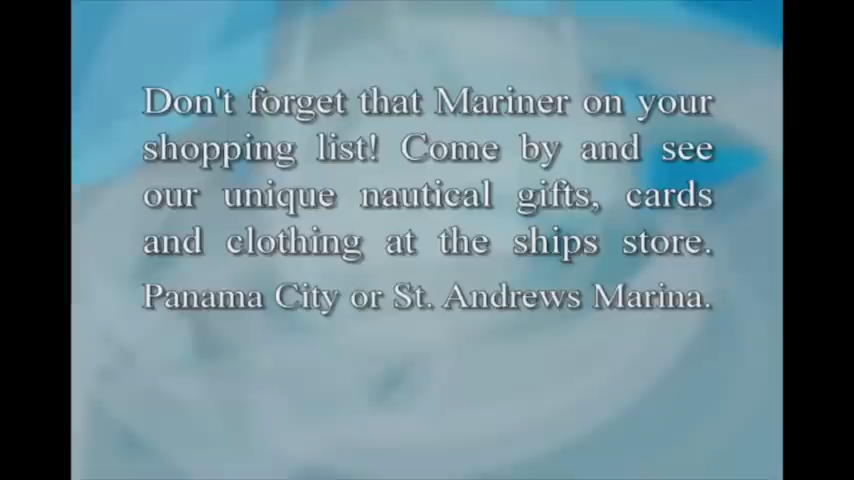 Don't forget that Mariner on your
shopping list! Come by and see
our unique nautical gifts, cards
and clothing at the ships store.
Panama City or St. Andrews Marina.